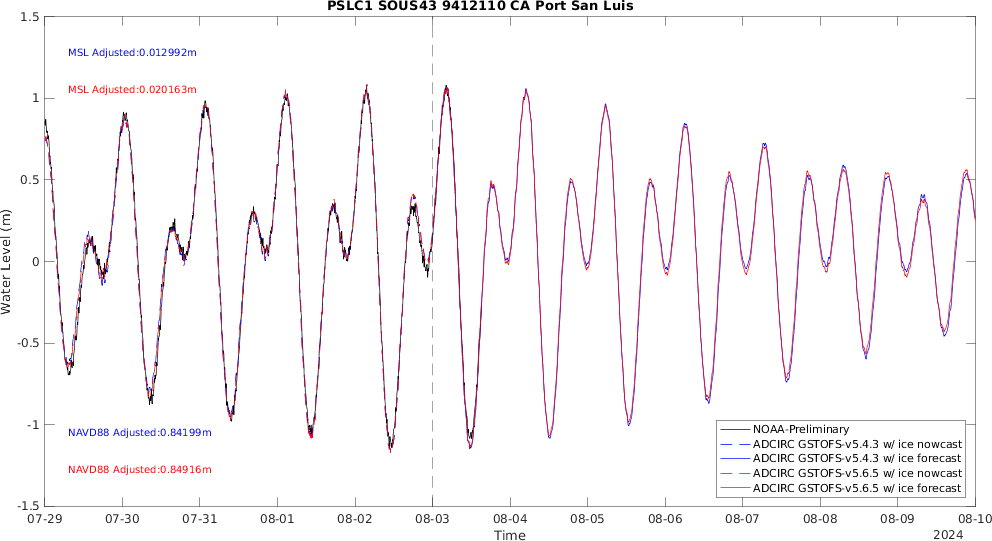 PSLC1 SOUS43 9412110 CA Port San Luis
Water Level (m)
1.5
1
0.5
0
-0.5
-1
-1.5
MSL Adjusted:0.012992m
MSL Adjusted:0.020163m
NAVD88 Adjusted:0.84199m
NAVD88 Adjusted:0.84916m
NOAA-Preliminary
ADCIRC GSTOFS-v5.4.3 w/ ice nowcast
ADCIRC GSTOFS-v5.4.3 w/ ice forecast
ADCIRC GSTOFS-v5.6.5 w/ ice nowcast
ADCIRC GSTOFS-v5.6.5 w/ ice forecast
07-29 07-30 07-31 08-01 08-02 08-03 08-04 08-05 08-06 08-07 08-08 08-09 08-10
Time
2024